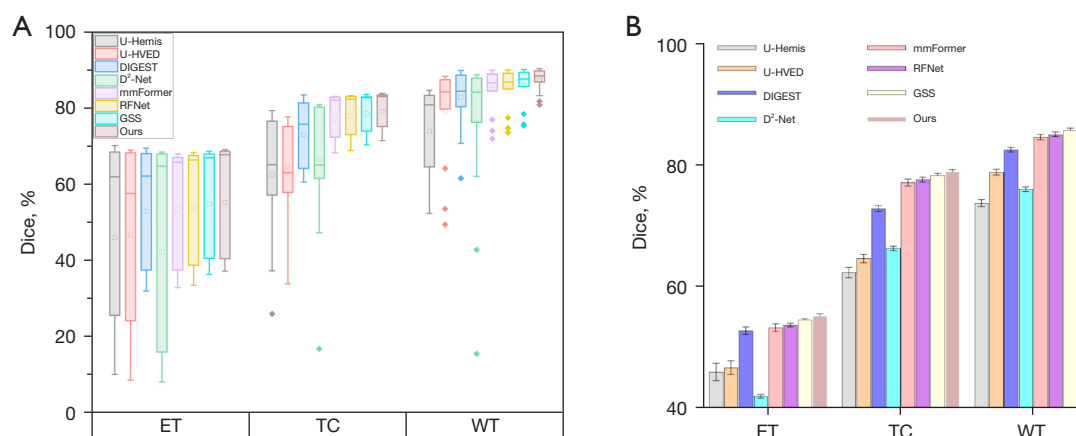 A
Dice, %
100
80
60
40
20
0
U-Hemis
U-HVED
DIGEST
D²-Net
mmFormer
RFNet
GSS
Ours
ET TC WT
B
Dice, %
100
80
60
40
U-Hemis
U-HVED
DIGEST
D²-Net
mmFormer
RFNet
GSS
Ours
ET TC WT